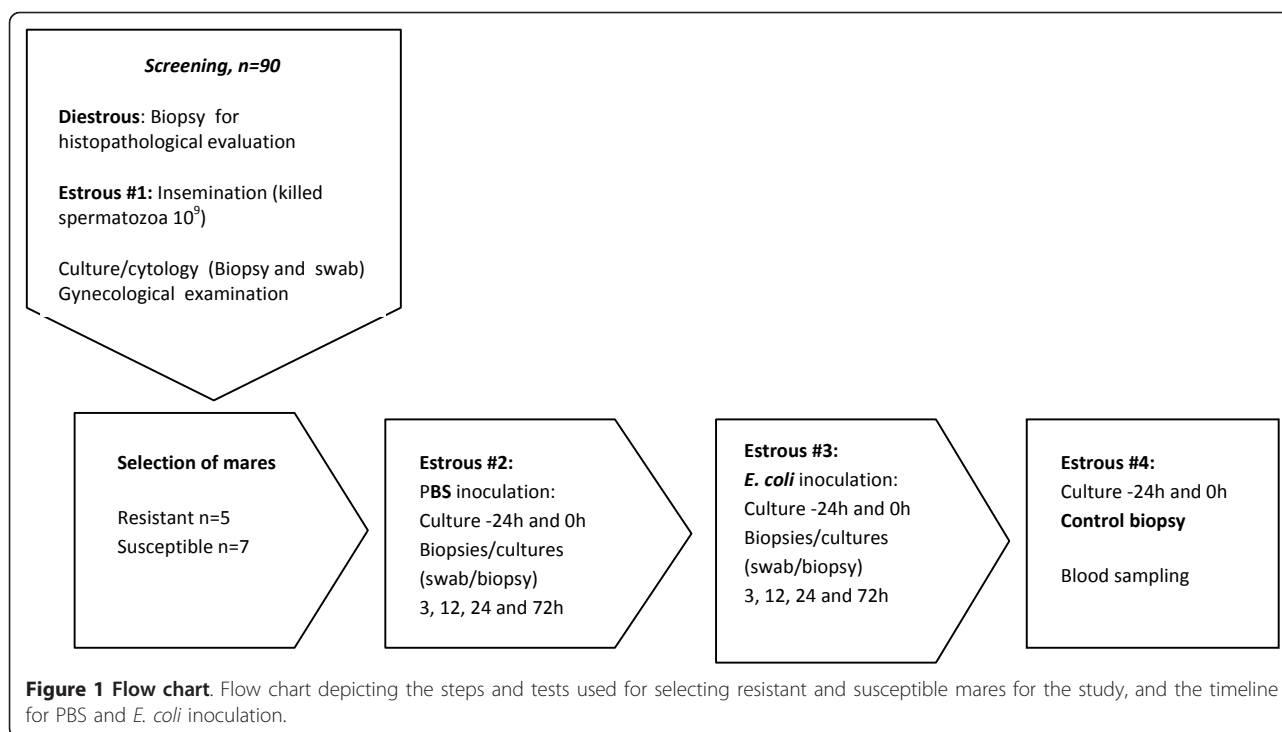 Screening, n=90
Diestrous: Biopsy for
histopathological evaluation
Estrous #1: Insemination (killed
spermatozoa 10⁹)
Culture/cytology (Biopsy and swab)
Gynecological examination
Selection of mares
Resistant n=5
Susceptible n=7
Estrous #2:
PBS inoculation:
Culture -24h and 0h
Biopsies/cultures
(swab/biopsy)
3, 12, 24 and 72h
Estrous #3:
E. coli inoculation:
Culture -24h and 0h
Biopsies/cultures
(swab/biopsy)
3, 12, 24 and 72h
Estrous #4:
Culture -24h and 0h
Control biopsy
Blood sampling
Figure 1 Flow chart. Flow chart depicting the steps and tests used for selecting resistant and susceptible mares for the study, and the timeline
for PBS and E. coli inoculation.